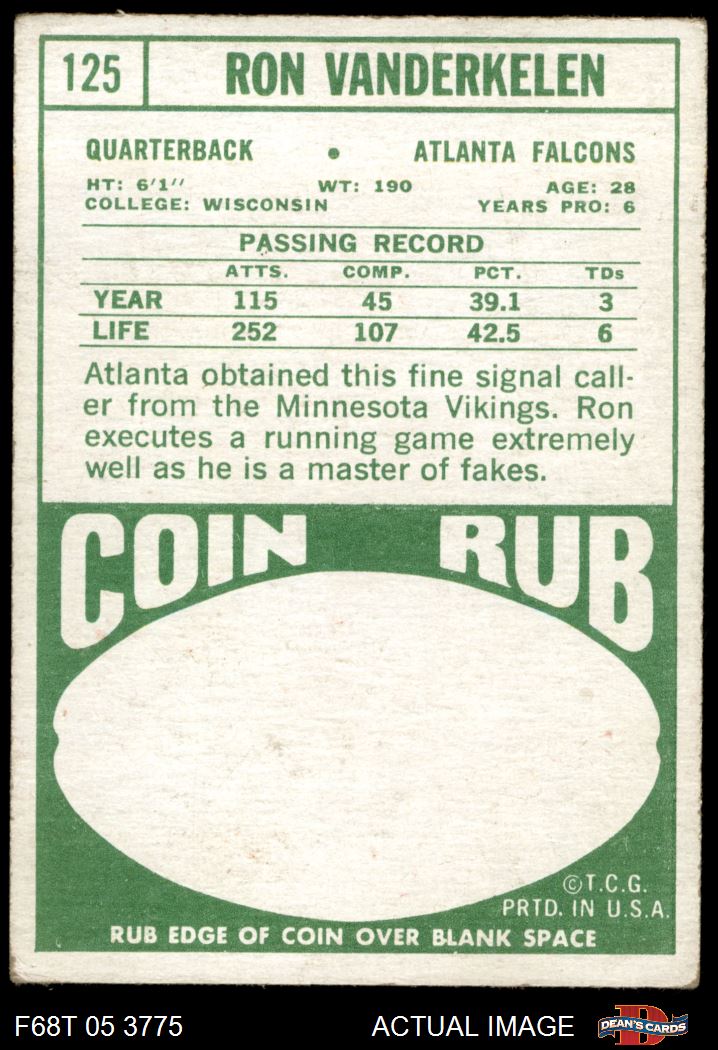 125 RON VANDERKELEN
QUARTERBACK • ATLANTA FALCONS
HT: 6'1" WT: 190 AGE: 28
COLLEGE: WISCONSIN YEARS PRO: 6
PASSING RECORD
ATTS. COMP. PCT. TDs
YEAR 115 45 39.1 3
LIFE 252 107 42.5 6
Atlanta obtained this fine signal call-
er from the Minnesota Vikings. Ron
executes a running game extremely
well as he is a master of fakes.
COIN RUB
©T.C.G.
PRTD. IN U.S.A.
RUB EDGE OF COIN OVER BLANK SPACE
F68T 05 3775 ACTUAL IMAGE D DEAN'S CARDS